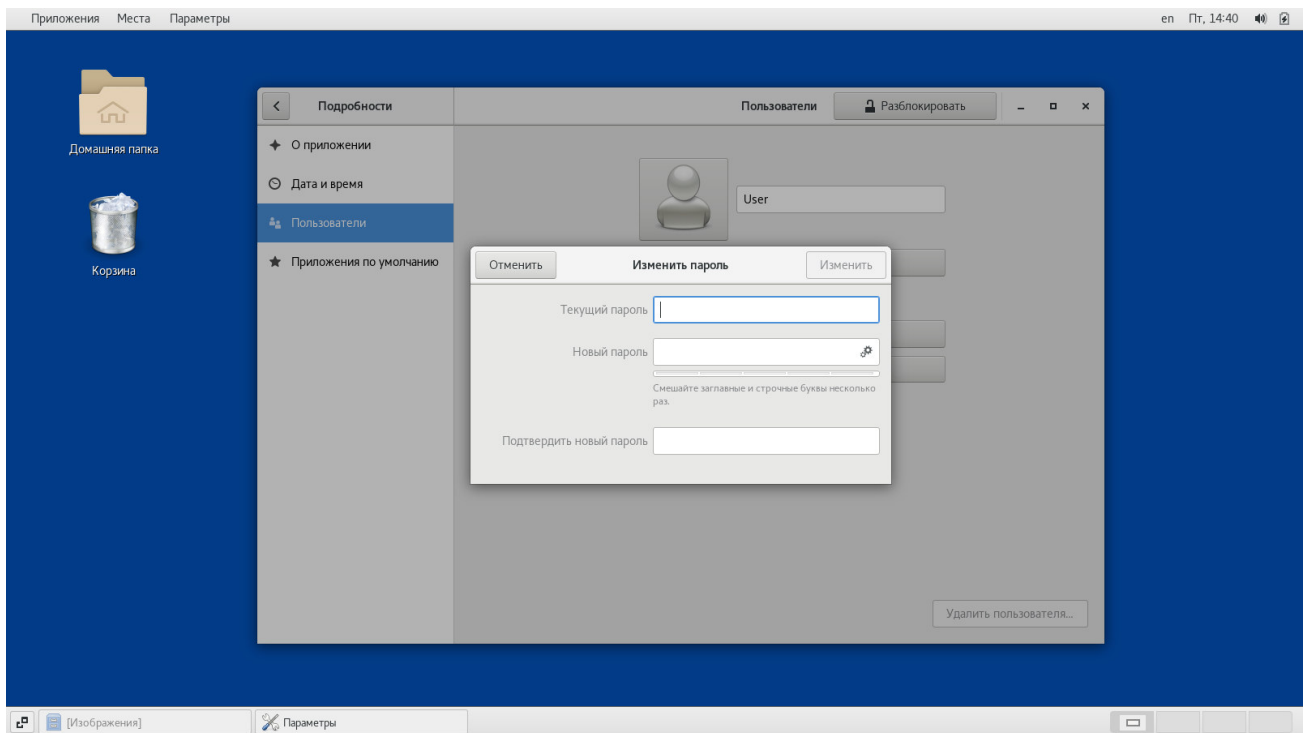 Приложения Места Параметры
en Пт, 14:40
Домашняя папка
Корзина
Подробности
Пользователи
Разблокировать
О приложении
Дата и время
Пользователи
Приложения по умолчанию
User
Отменить
Изменить пароль
Изменить
Текущий пароль
Новый пароль
Смешайте заглавные и строчные буквы несколько
раз.
Подтвердить новый пароль
Удалить пользователя...
[Изображения]
Параметры